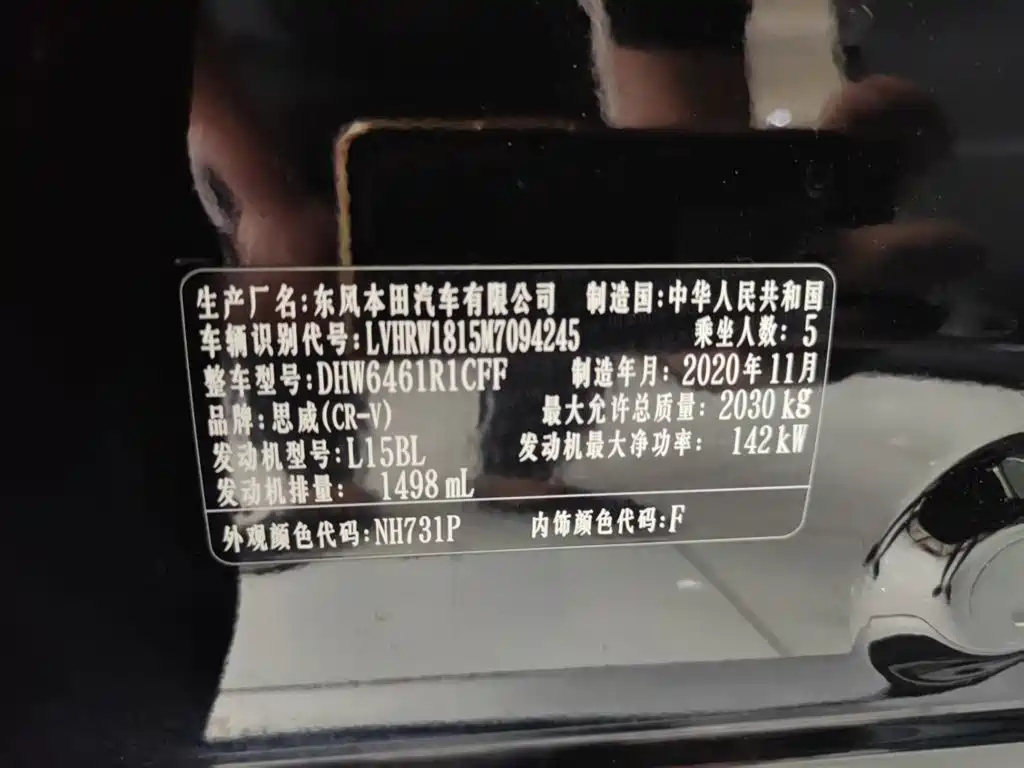 生产厂名:东风本田汽车有限公司 制造国:中华人民共和国
车辆识别代号:LVHRW1815M7094245 乘坐人数: 5
整车型号:DHW6461R1CFF 制造年月: 2020年11月
品牌:思威(CR-V) 最大允许总质量: 2030 kg
发动机型号:L15BL 发动机最大净功率: 142 kW
发动机排量: 1498 mL
外观颜色代码:NH731P 内饰颜色代码:F